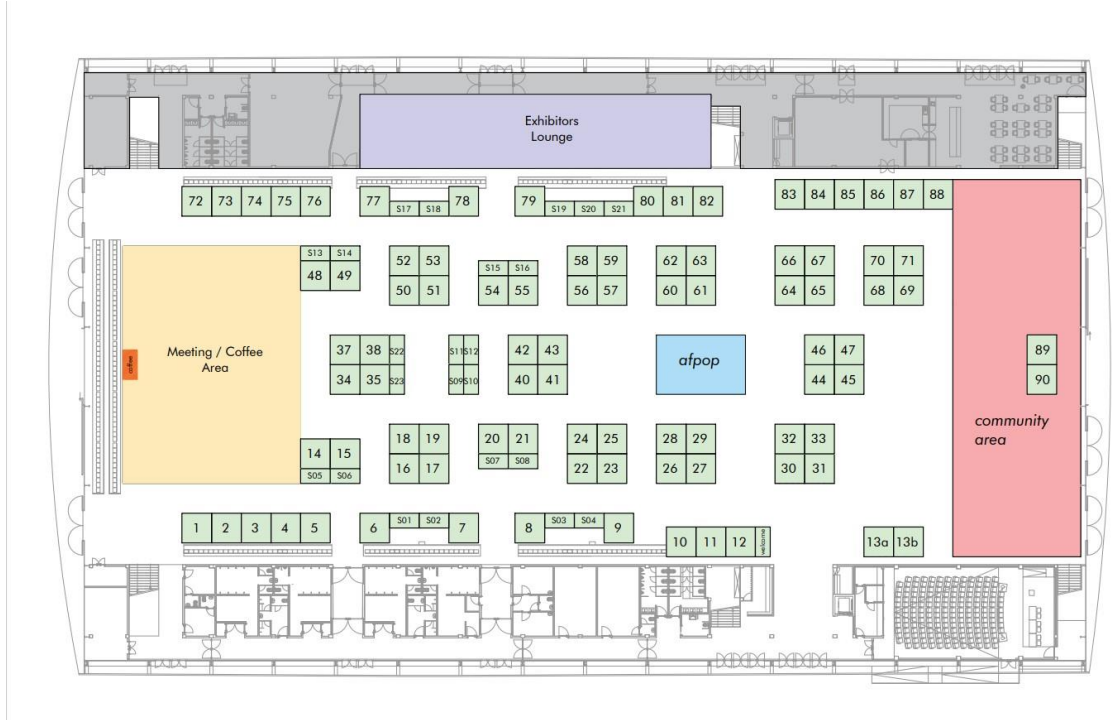 Exhibitors
Lounge
72 73 74 75 76
77 S17 S18 78
79 S19 S20 S21 80 81 82
83 84 85 86 87 88
S13 S14
48 49
52 53
50 51
S15 S16
54 55
58 59
56 57
62 63
60 61
66 67
64 65
70 71
68 69
coffee
Meeting / Coffee
Area
37 38 S22
34 35 S23
S11 S12
S09 S10
42 43
40 41
afpop
46 47
44 45
89
90
community
area
14 15
S05 S06
18 19
16 17
20 21
S07 S08
24 25
22 23
28 29
26 27
32 33
30 31
1 2 3 4 5
6 S01 S02 7
8 S03 S04 9
10 11 12 welcome
13a 13b